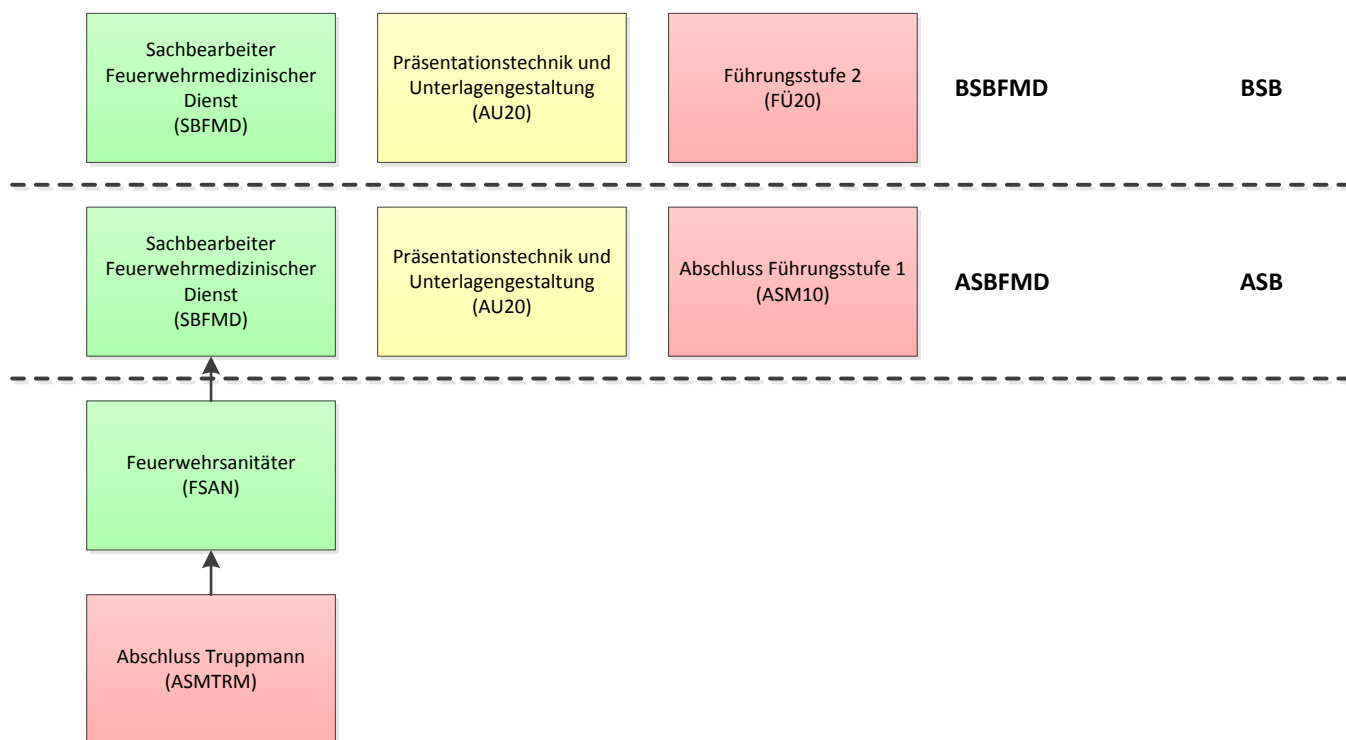 Sachbearbeiter
Feuerwehrmedizinischer
Dienst
(SBFMD)
Präsentationstechnik und
Unterlagengestaltung
(AU20)
Führungsstufe 2
(FÜ20)
BSBFMD
BSB
Sachbearbeiter
Feuerwehrmedizinischer
Dienst
(SBFMD)
Präsentationstechnik und
Unterlagengestaltung
(AU20)
Abschluss Führungsstufe 1
(ASM10)
ASBFMD
ASB
Feuerwehrsanitäter
(FSAN)
Abschluss Truppmann
(ASMTRM)